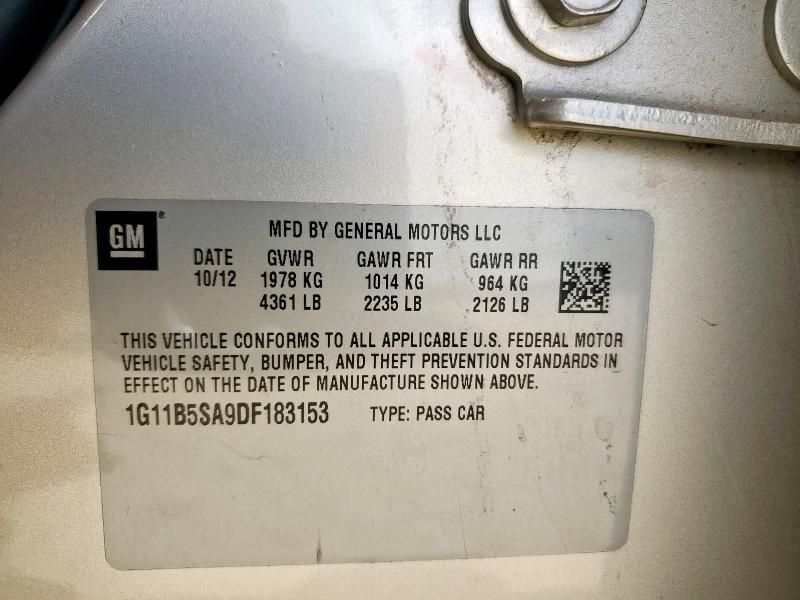 GM®
MFD BY GENERAL MOTORS LLC
DATE GVWR GAWR FRT GAWR RR
10/12 1978 KG 1014 KG 964 KG
4361 LB 2235 LB 2126 LB
THIS VEHICLE CONFORMS TO ALL APPLICABLE U.S. FEDERAL MOTOR
VEHICLE SAFETY, BUMPER, AND THEFT PREVENTION STANDARDS IN
EFFECT ON THE DATE OF MANUFACTURE SHOWN ABOVE.
1G11B5SA9DF183153 TYPE: PASS CAR